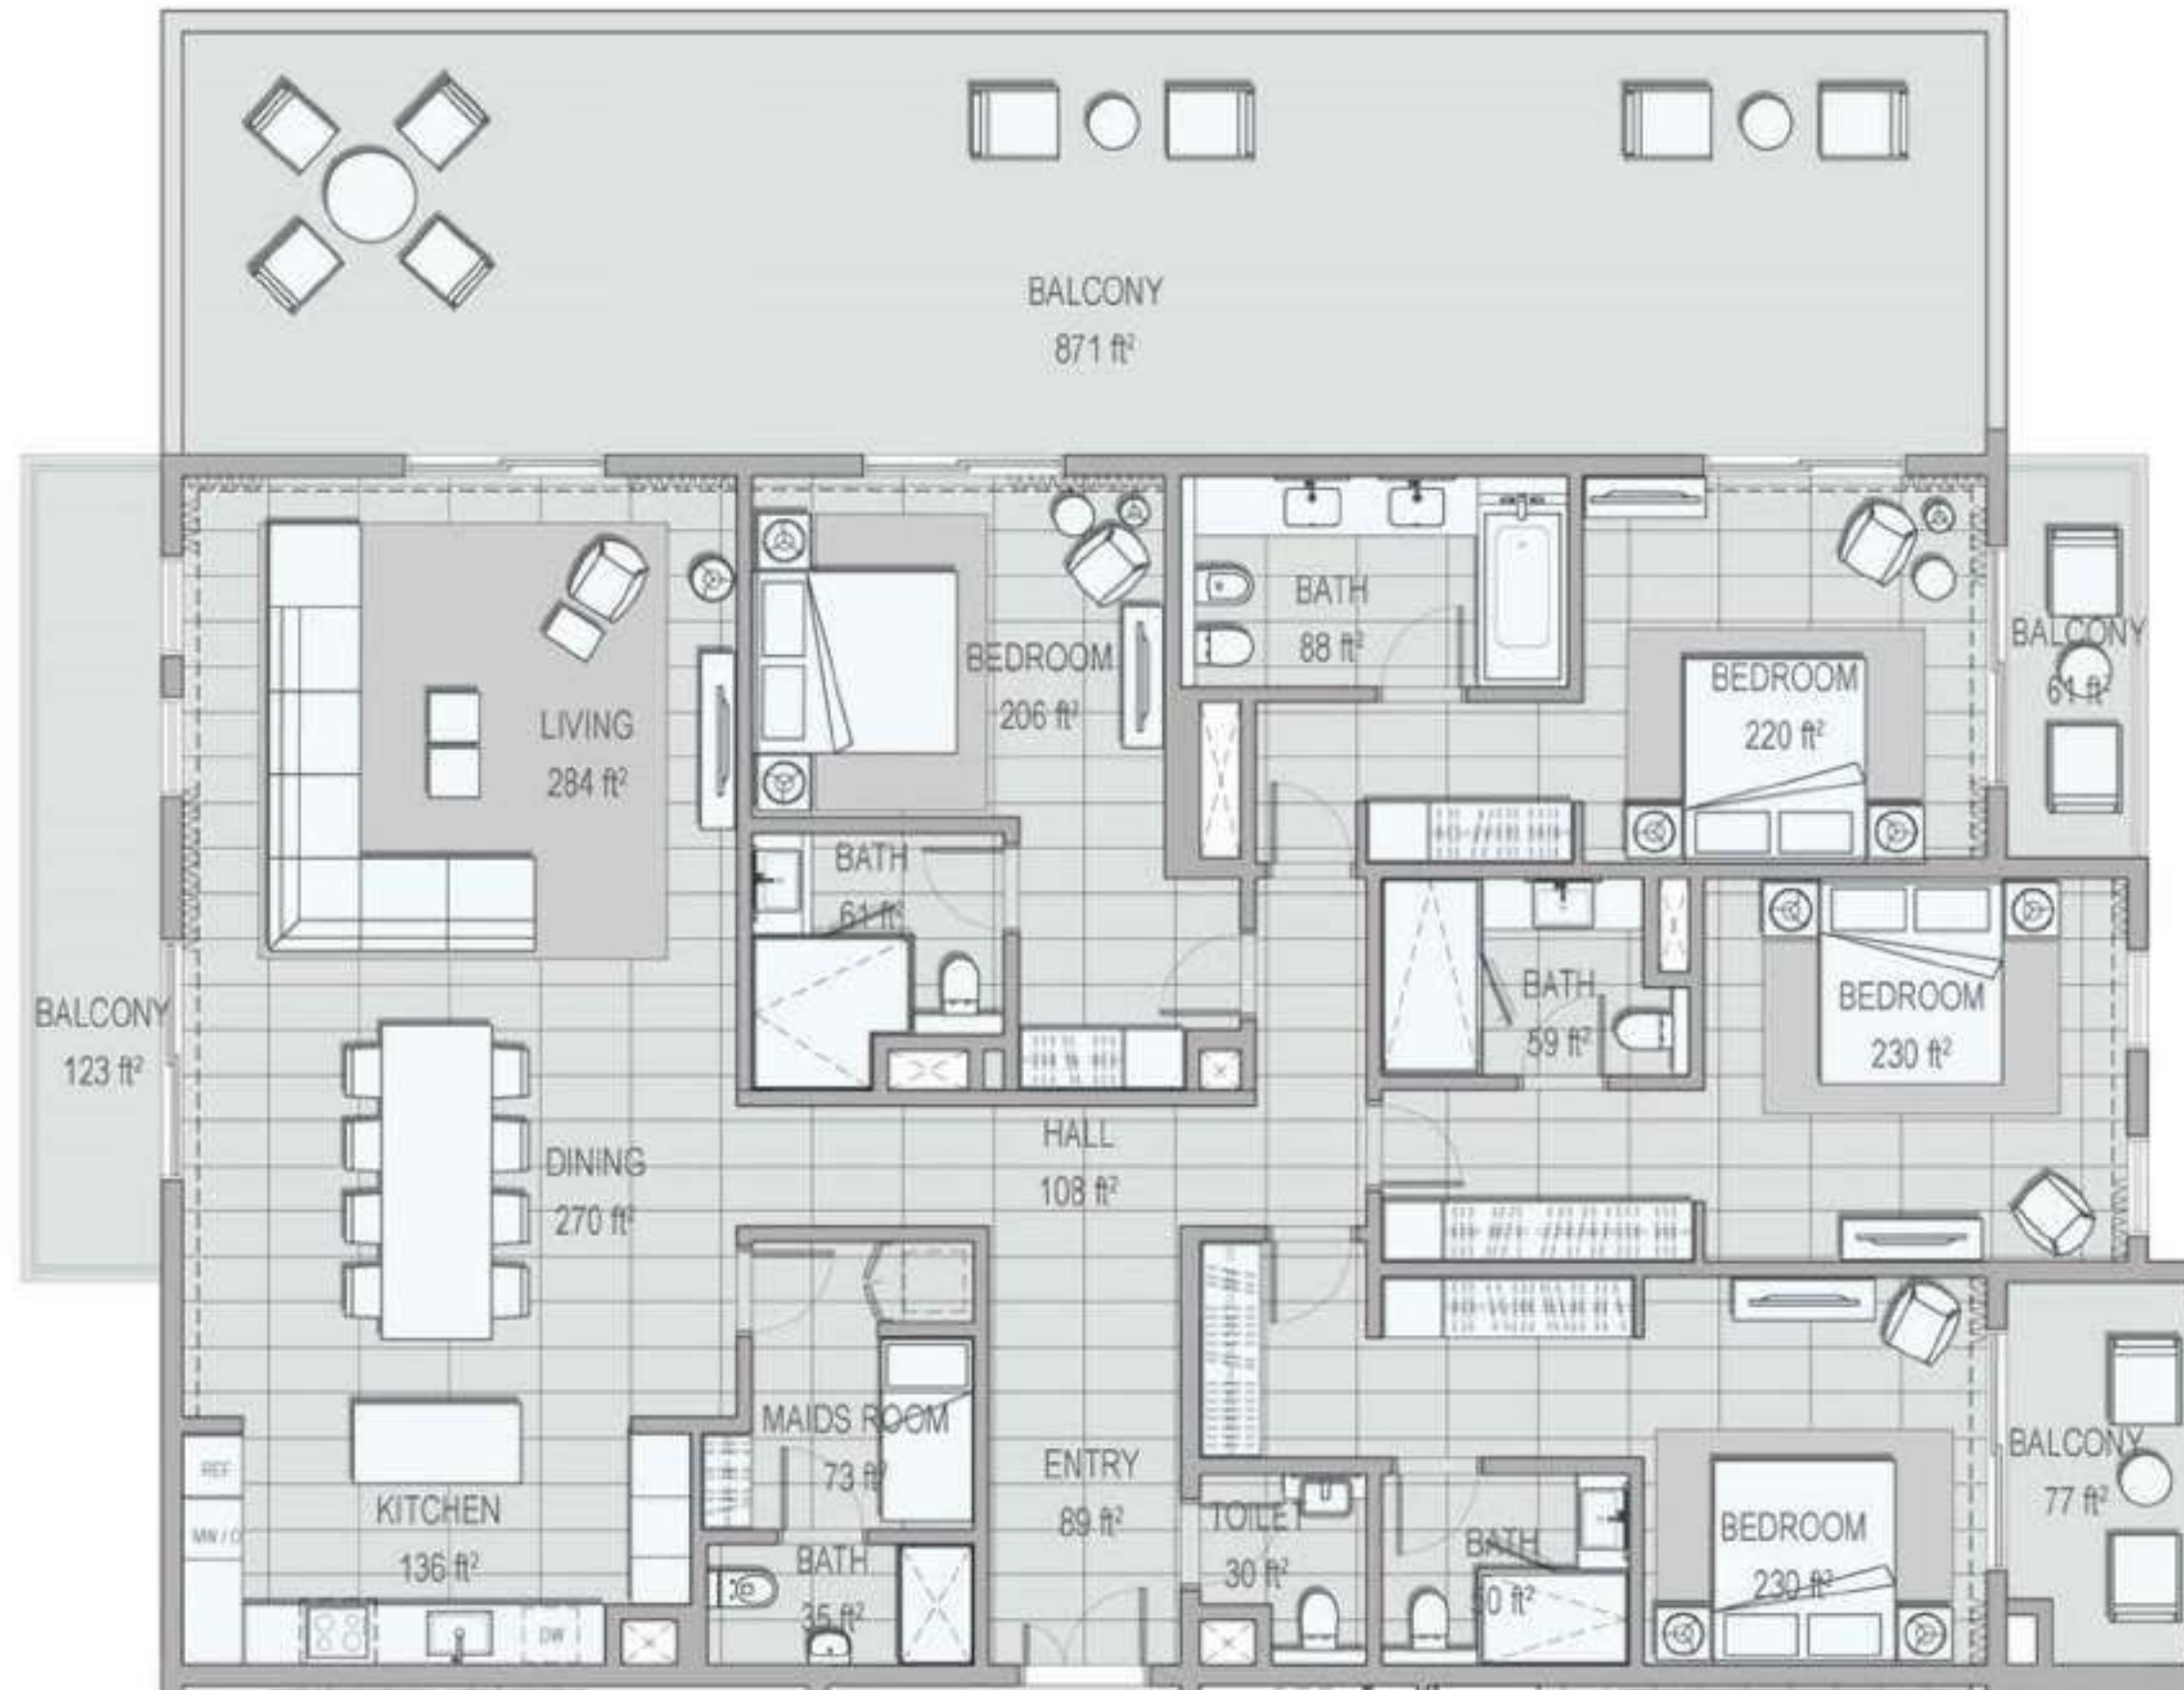 BALCONY
871 ft²
LIVING
284 ft²
BEDROOM
206 ft²
BATH
88 ft²
BEDROOM
220 ft²
BALCONY
61 ft²
BATH
61 ft²
BALCONY
123 ft²
BATH
59 ft²
BEDROOM
230 ft²
DINING
270 ft²
HALL
108 ft²
MAIDS ROOM
73 ft²
ENTRY
89 ft²
REF
MW / O
KITCHEN
136 ft²
DW
BATH
35 ft²
TOILET
30 ft²
BATH
BEDROOM
230 ft²
BALCONY
77 ft²